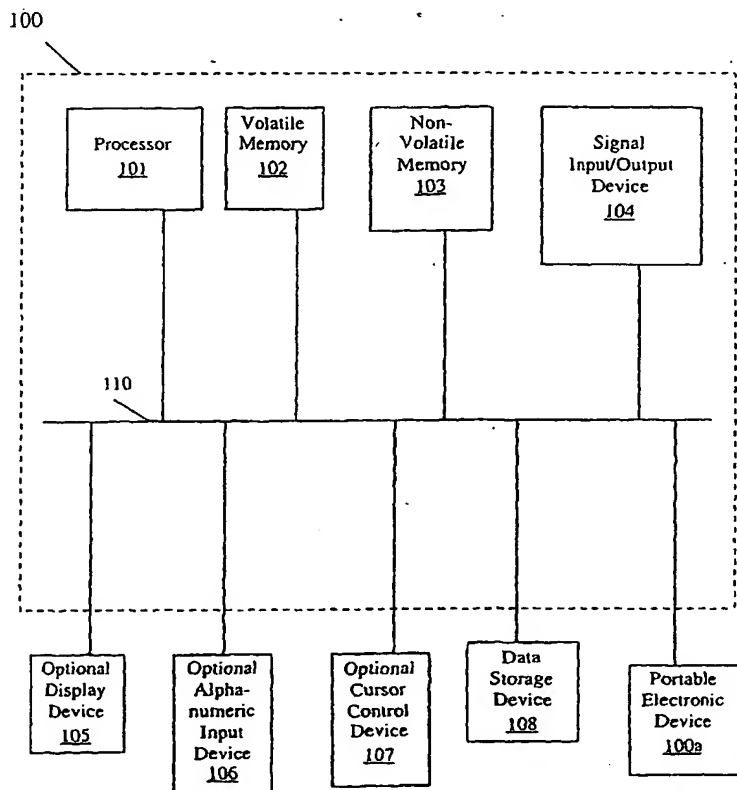 100
Processor
101
Volatile
Memory
102
Non-
Volatile
Memory
103
Signal
Input/Output
Device
104
110
Optional
Display
Device
105
Optional
Alpha-
numeric
Input
Device
106
Optional
Cursor
Control
Device
107
Data
Storage
Device
108
Portable
Electronic
Device
100a